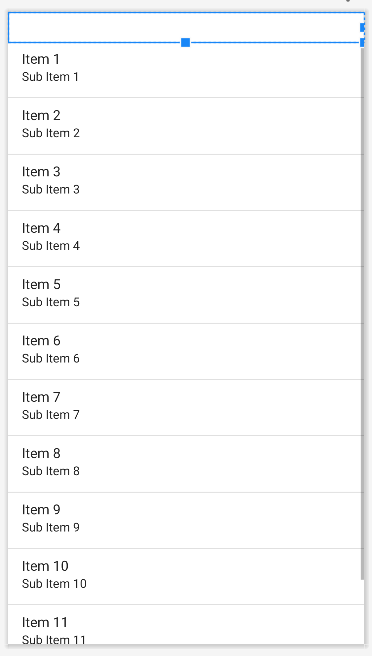 Item 1
Sub Item 1
Item 2
Sub Item 2
Item 3
Sub Item 3
Item 4
Sub Item 4
Item 5
Sub Item 5
Item 6
Sub Item 6
Item 7
Sub Item 7
Item 8
Sub Item 8
Item 9
Sub Item 9
Item 10
Sub Item 10
Item 11
Sub Item 11